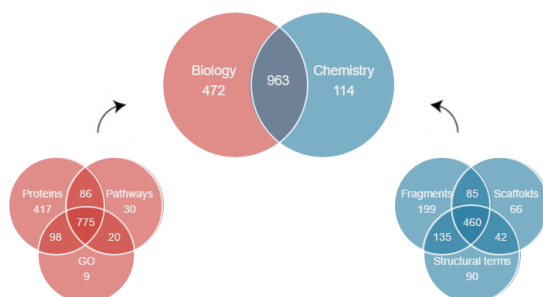 Biology
472
963
Chemistry
114
Proteins
417
86
Pathways
30
775
98
20
GO
9
Fragments
199
85
Scaffolds
66
460
135
42
Structural terms
90